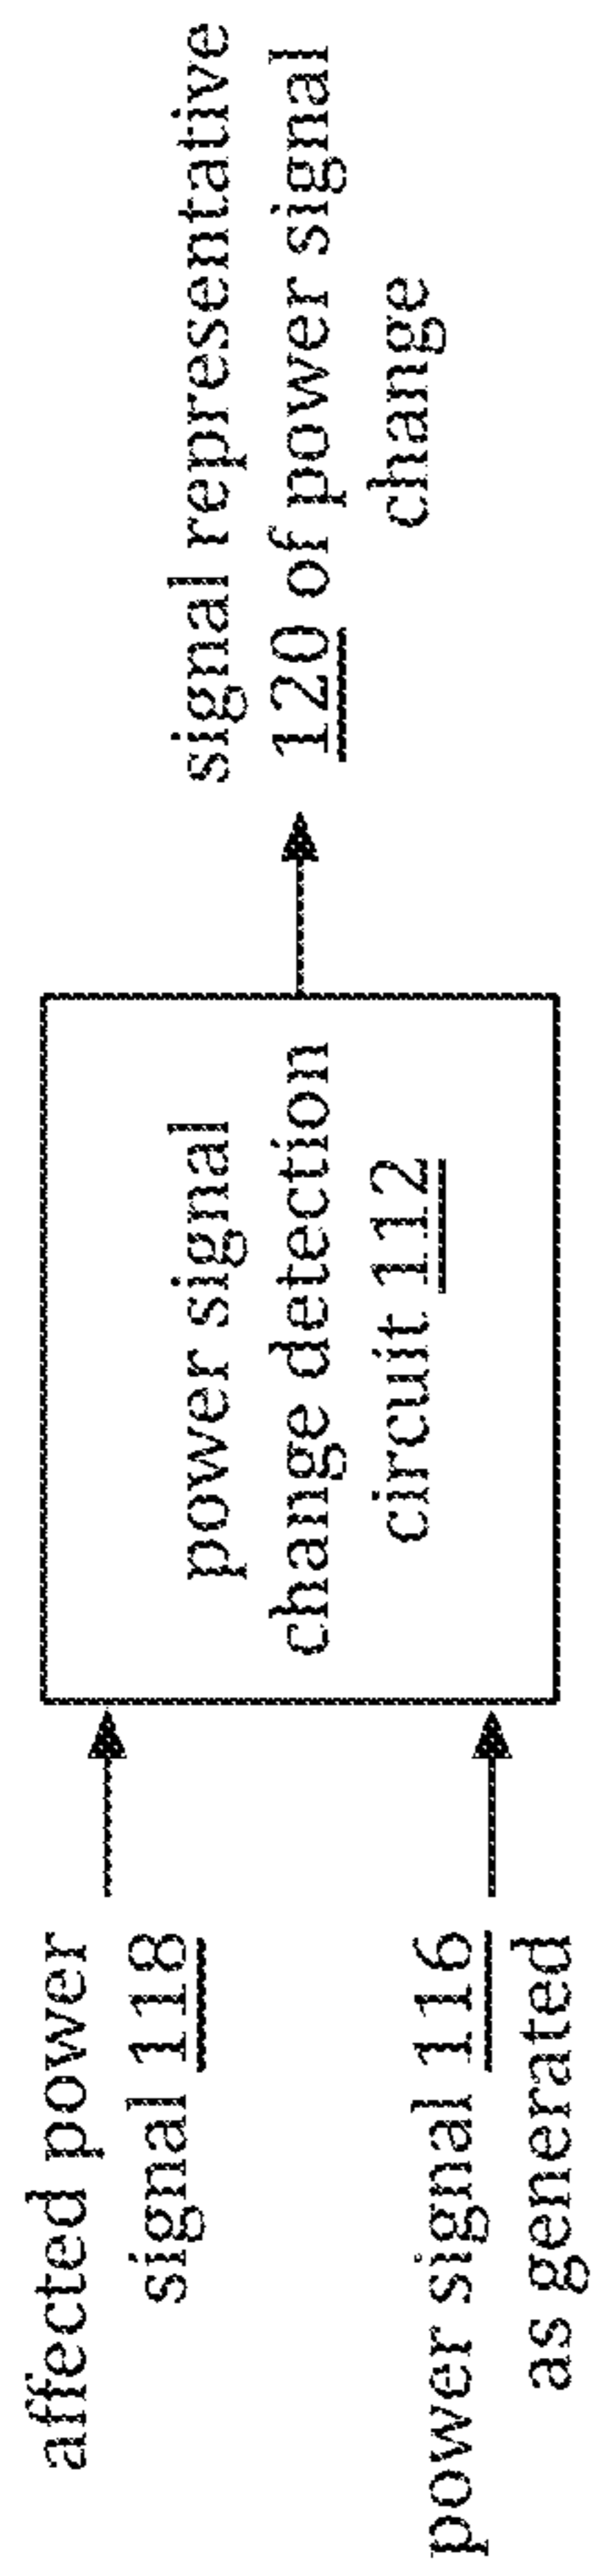 affected power
signal 118
power signal 116
as generated
power signal
change detection
circuit 112
signal representative
120 of power signal
change